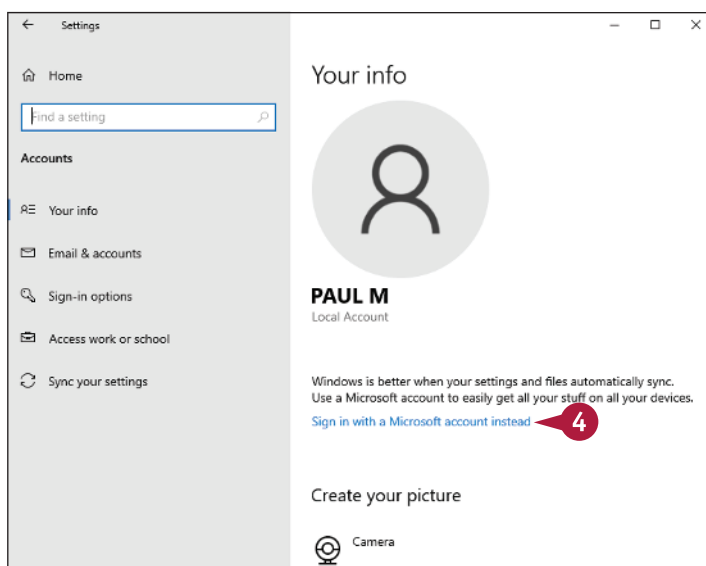 Settings
Home
Find a setting
Accounts
Your info
Email & accounts
Sign-in options
Access work or school
Sync your settings
Your info
PAUL M
Local Account
Windows is better when your settings and files automatically sync.
Use a Microsoft account to easily get all your stuff on all your devices.
Sign in with a Microsoft account instead
4
Create your picture
Camera